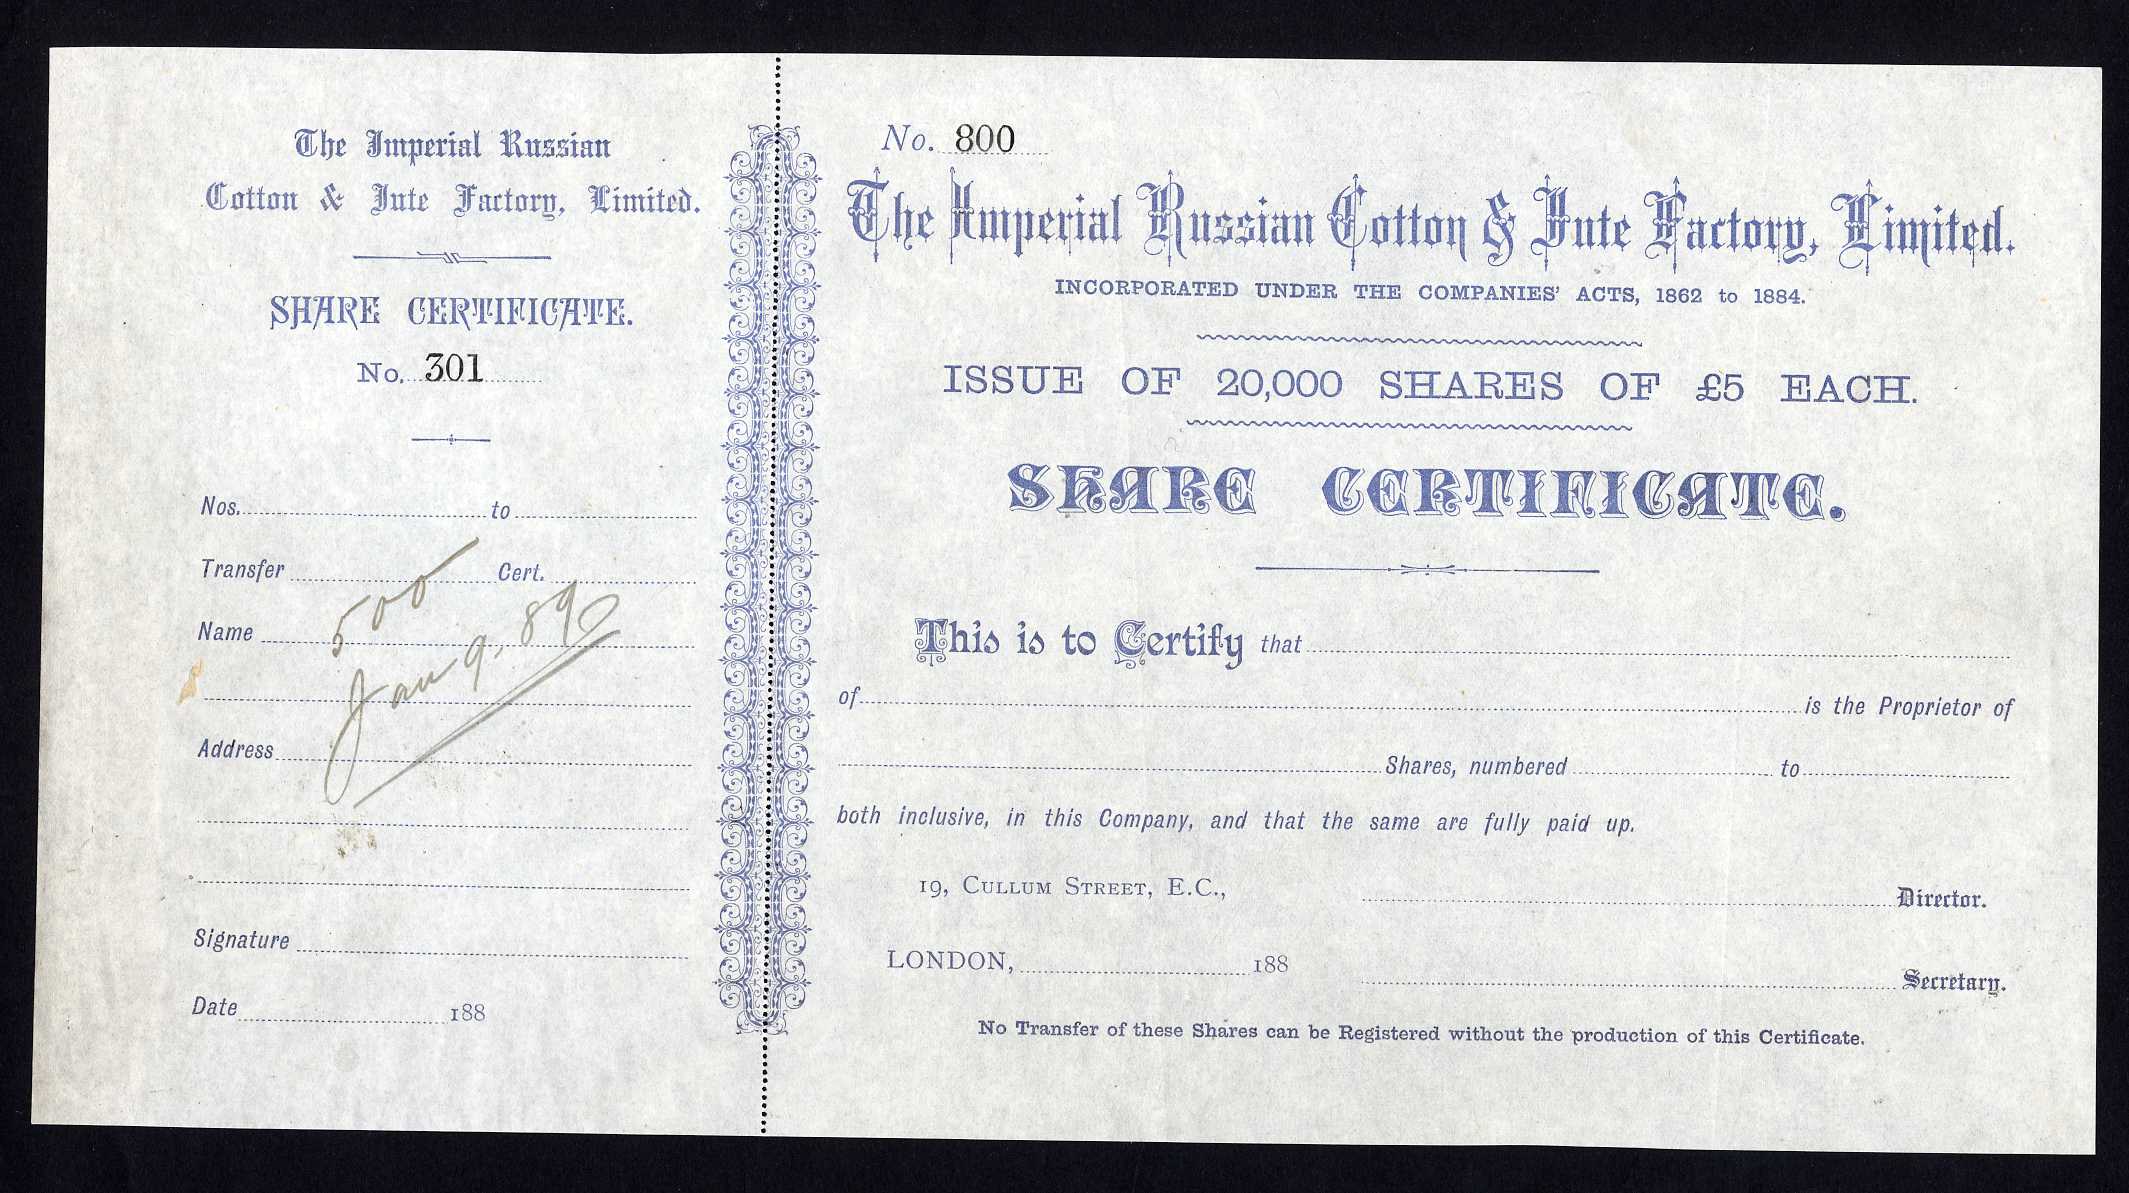 The Imperial Russian
Cotton & Jute Factory, Limited.
SHARE CERTIFICATE.
No. 301
Nos. to
Transfer Cert.
Name
500
Jan 9. 89
Address
Signature
Date 188
No. 800
The Imperial Russian Cotton & Jute Factory, Limited.
INCORPORATED UNDER THE COMPANIES' ACTS, 1862 to 1884.
ISSUE OF 20,000 SHARES OF £5 EACH.
SHARE CERTIFICATE.
This is to Certify that
of is the Proprietor of
Shares, numbered to
both inclusive, in this Company, and that the same are fully paid up.
19, CULLUM STREET, E.C.,
Director.
LONDON, 188
Secretary.
No Transfer of these Shares can be Registered without the production of this Certificate.